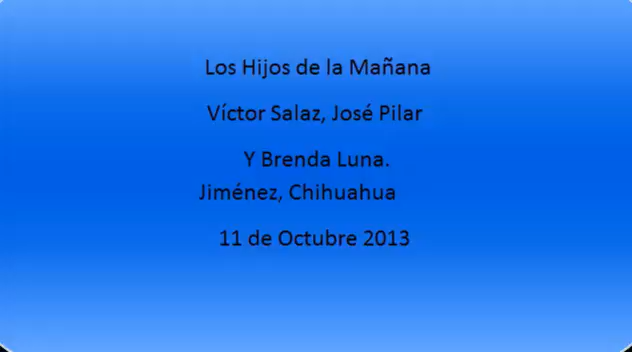 Los Hijos de la Mañana
Víctor Salaz, José Pilar
Y Brenda Luna.
Jiménez, Chihuahua
11 de Octubre 2013